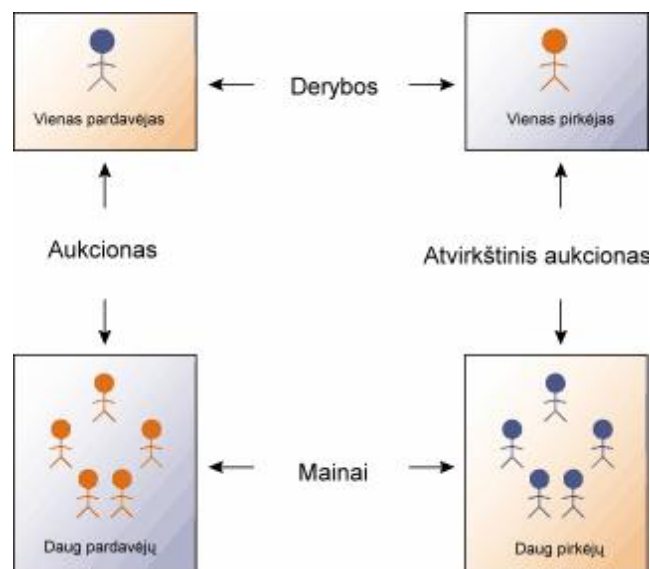 Vienas pardavėjas
Derybos
Vienas pirkėjas
Aukcionas
Atvirkštinis aukcionas
Daug pardavėjų
Mainai
Daug pirkėjų